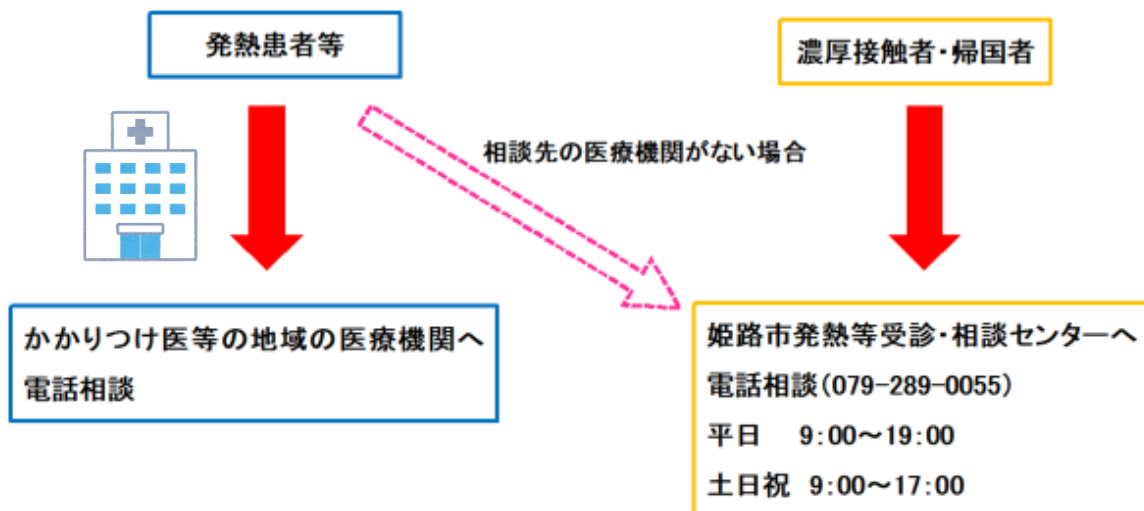 発熱患者等
濃厚接触者・帰国者
相談先の医療機関がない場合
かかりつけ医等の地域の医療機関へ
電話相談
姫路市発熱等受診・相談センターへ
電話相談(079-289-0055)
平日　9:00～19:00
土日祝 9:00～17:00